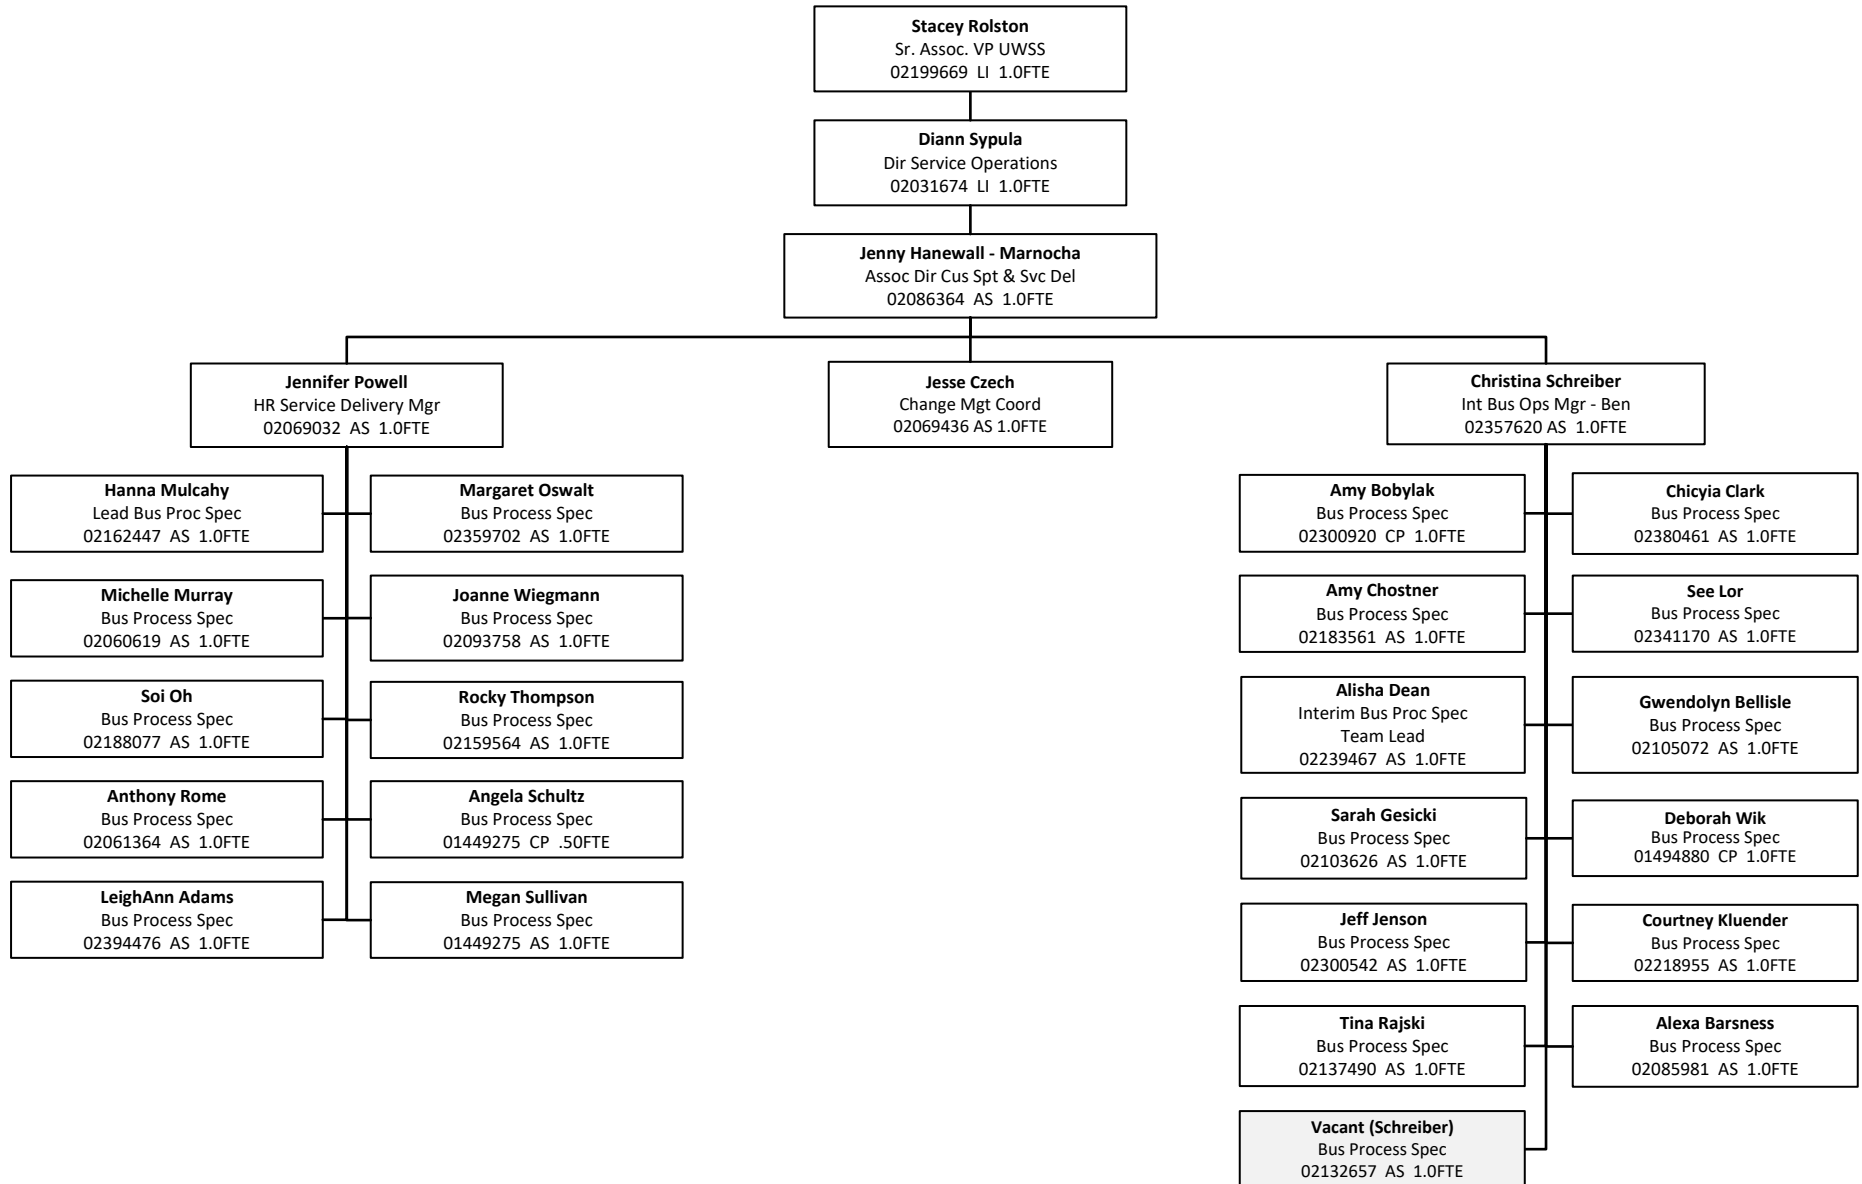 Stacey Rolston
Sr. Assoc. VP UWSS
02199669 LI 1.0FTE
Diann Sypula
Dir Service Operations
02031674 LI 1.0FTE
Jenny Hanewall - Marnocha
Assoc Dir Cus Spt & Svc Del
02086364 AS 1.0FTE
Jennifer Powell
HR Service Delivery Mgr
02069032 AS 1.0FTE
Jesse Czech
Change Mgt Coord
02069436 AS 1.0FTE
Christina Schreiber
Int Bus Ops Mgr - Ben
02357620 AS 1.0FTE
Hanna Mulcahy
Lead Bus Proc Spec
02162447 AS 1.0FTE
Margaret Oswalt
Bus Process Spec
02359702 AS 1.0FTE
Michelle Murray
Bus Process Spec
02060619 AS 1.0FTE
Joanne Wiegmann
Bus Process Spec
02093758 AS 1.0FTE
Soi Oh
Bus Process Spec
02188077 AS 1.0FTE
Rocky Thompson
Bus Process Spec
02159564 AS 1.0FTE
Anthony Rome
Bus Process Spec
02061364 AS 1.0FTE
Angela Schultz
Bus Process Spec
01449275 CP .50FTE
LeighAnn Adams
Bus Process Spec
02394476 AS 1.0FTE
Megan Sullivan
Bus Process Spec
01449275 AS 1.0FTE
Amy Bobylak
Bus Process Spec
02300920 CP 1.0FTE
Chicyia Clark
Bus Process Spec
02380461 AS 1.0FTE
Amy Chostner
Bus Process Spec
02183561 AS 1.0FTE
See Lor
Bus Process Spec
02341170 AS 1.0FTE
Alisha Dean
Interim Bus Proc Spec
Team Lead
02239467 AS 1.0FTE
Gwendolyn Bellisle
Bus Process Spec
02105072 AS 1.0FTE
Sarah Gesicki
Bus Process Spec
02103626 AS 1.0FTE
Deborah Wik
Bus Process Spec
01494880 CP 1.0FTE
Jeff Jenson
Bus Process Spec
02300542 AS 1.0FTE
Courtney Kluender
Bus Process Spec
02218955 AS 1.0FTE
Tina Rajski
Bus Process Spec
02137490 AS 1.0FTE
Alexa Barsness
Bus Process Spec
02085981 AS 1.0FTE
Vacant (Schreiber)
Bus Process Spec
02132657 AS 1.0FTE